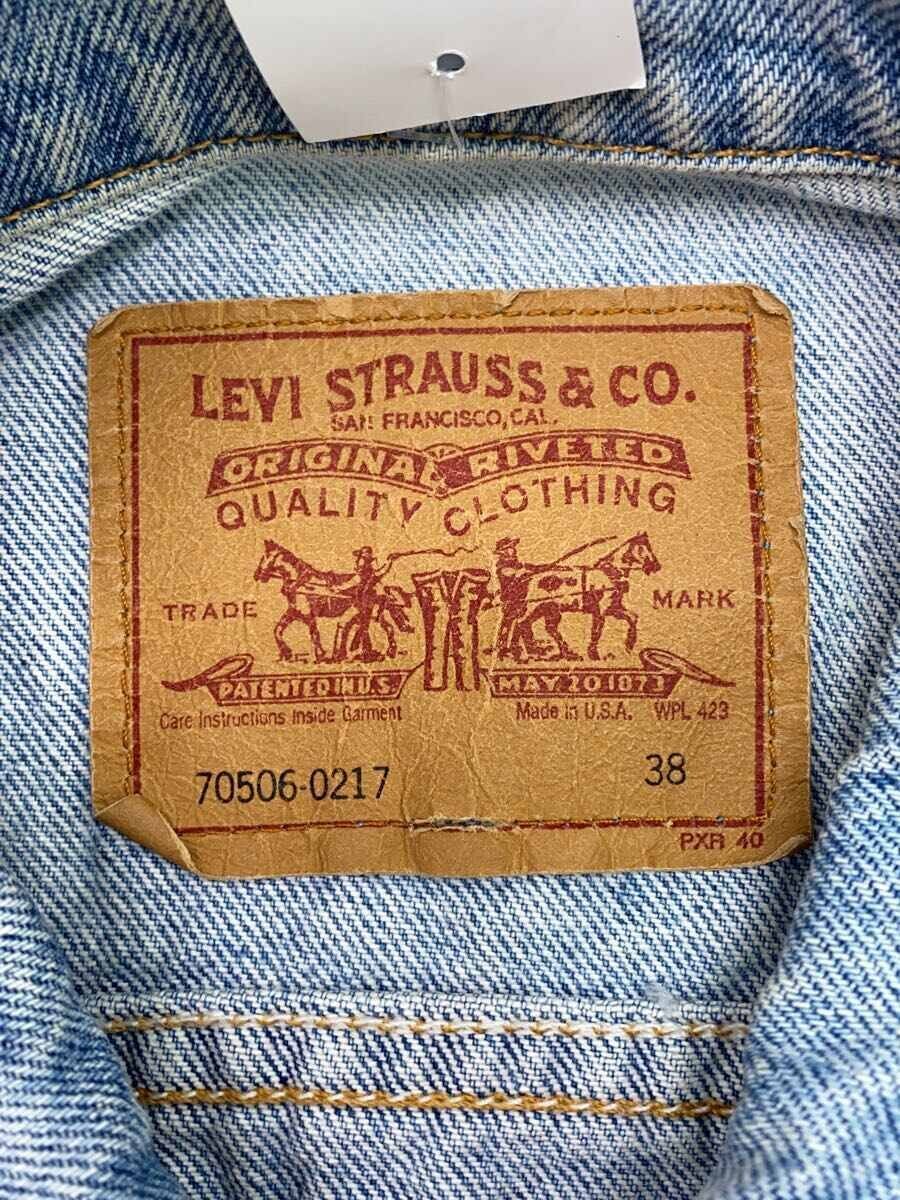 LEVI STRAUSS & CO.
SAN FRANCISCO, CAL.
ORIGINAL RIVETED
QUALITY CLOTHING
TRADE MARK
PATENTED IN U.S. MAY 20 1873
Care Instructions Inside Garment Made in U.S.A. WPL 423
70506-0217 38
PXR 40